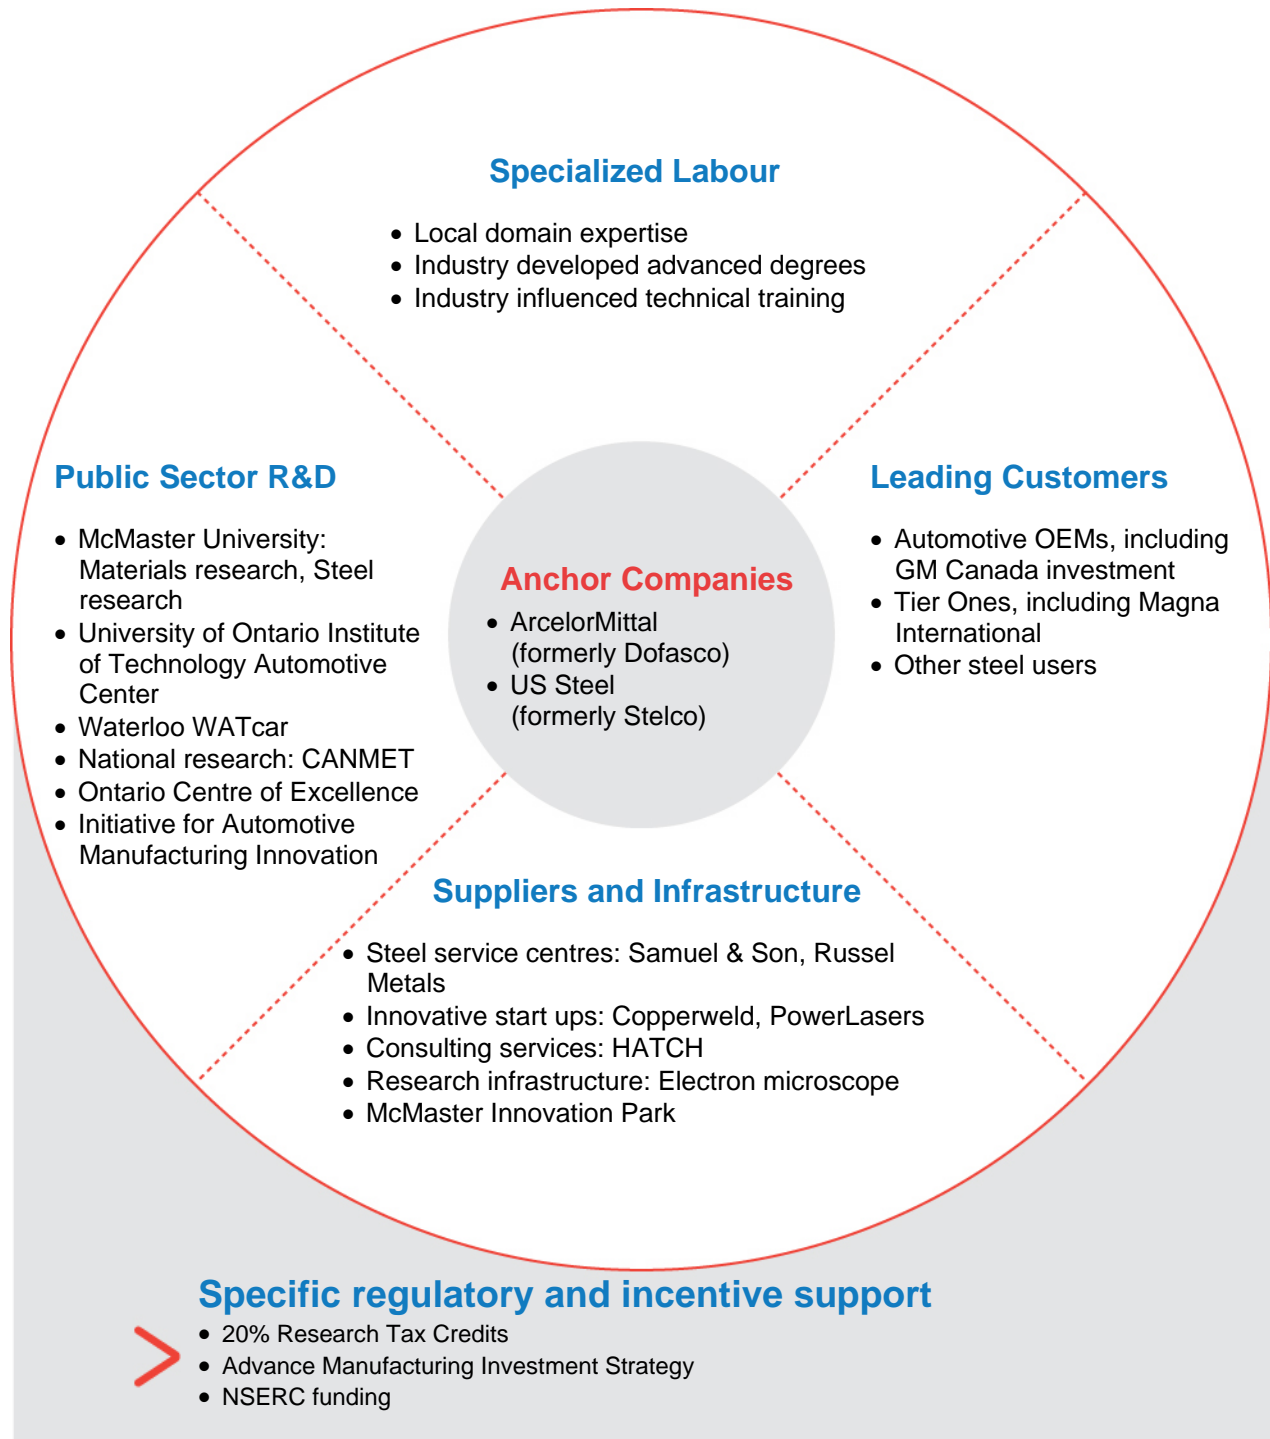 Specialized Labour
• Local domain expertise
• Industry developed advanced degrees
• Industry influenced technical training
Public Sector R&D
• McMaster University:
Materials research, Steel
research
• University of Ontario Institute
of Technology Automotive
Center
• Waterloo WATcar
• National research: CANMET
• Ontario Centre of Excellence
• Initiative for Automotive
Manufacturing Innovation
Anchor Companies
• ArcelorMittal
(formerly Dofasco)
• US Steel
(formerly Stelco)
Leading Customers
• Automotive OEMs, including
GM Canada investment
• Tier Ones, including Magna
International
• Other steel users
Suppliers and Infrastructure
• Steel service centres: Samuel & Son, Russel
Metals
• Innovative start ups: Copperweld, PowerLasers
• Consulting services: HATCH
• Research infrastructure: Electron microscope
• McMaster Innovation Park
Specific regulatory and incentive support
• 20% Research Tax Credits
• Advance Manufacturing Investment Strategy
• NSERC funding